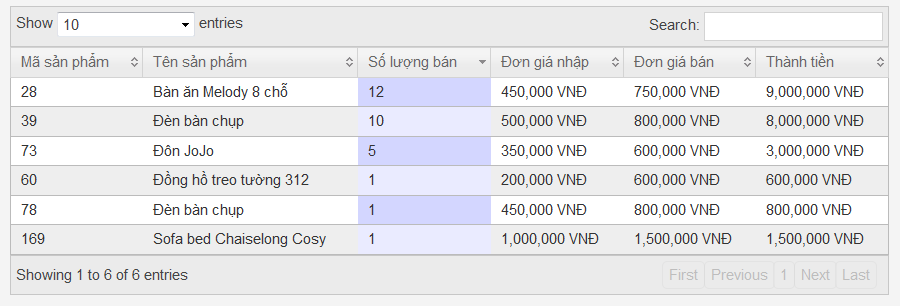 Show 10 entries Search:
Mã sản phẩm Tên sản phẩm Số lượng bán Đơn giá nhập Đơn giá bán Thành tiền
28 Bàn ăn Melody 8 chỗ 12 450,000 VNĐ 750,000 VNĐ 9,000,000 VNĐ
39 Đèn bàn chụp 10 500,000 VNĐ 800,000 VNĐ 8,000,000 VNĐ
73 Đôn JoJo 5 350,000 VNĐ 600,000 VNĐ 3,000,000 VNĐ
60 Đồng hồ treo tường 312 1 200,000 VNĐ 600,000 VNĐ 600,000 VNĐ
78 Đèn bàn chụp 1 450,000 VNĐ 800,000 VNĐ 800,000 VNĐ
169 Sofa bed Chaiselong Cosy 1 1,000,000 VNĐ 1,500,000 VNĐ 1,500,000 VNĐ
Showing 1 to 6 of 6 entries First Previous 1 Next Last